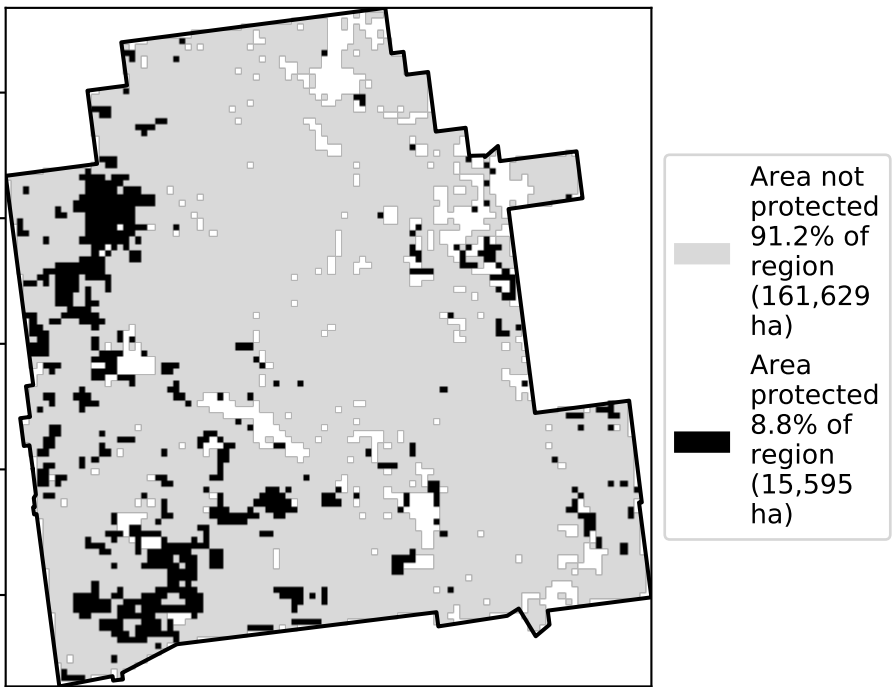 Area not
protected
91.2% of
region
(161,629
ha)
Area
protected
8.8% of
region
(15,595
ha)